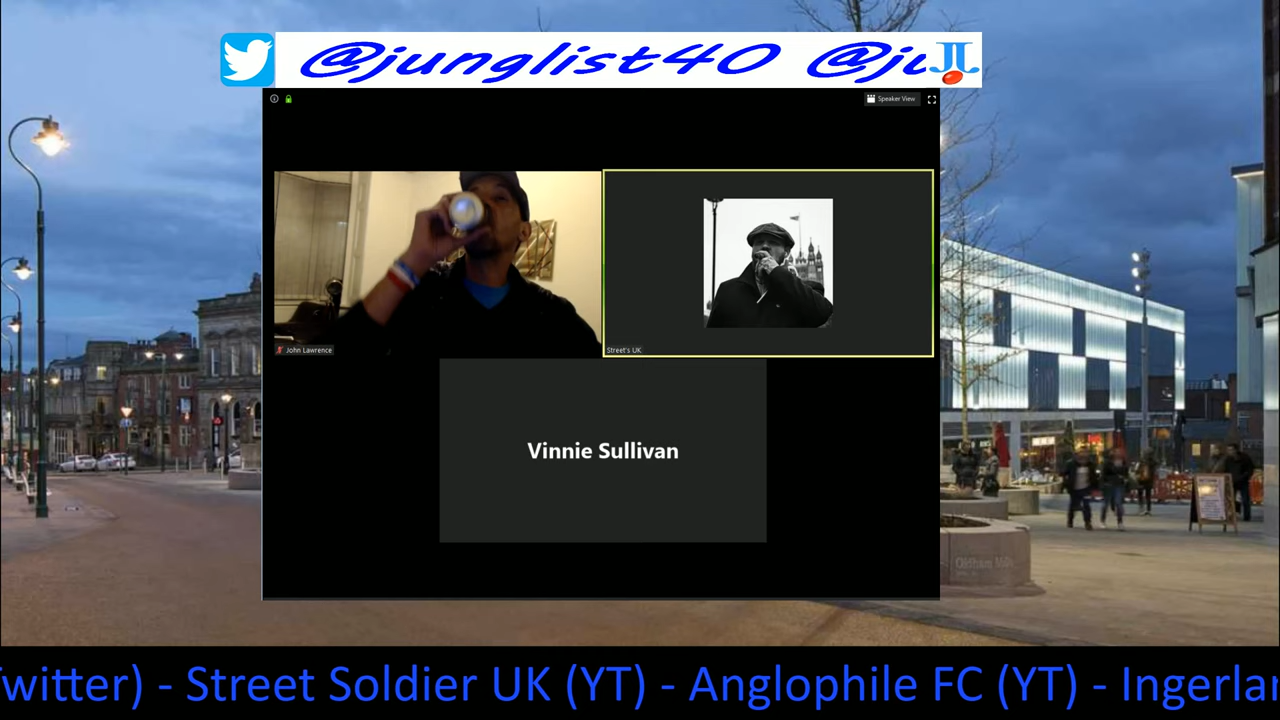 @junglist40 @ju
Speaker View
John Lawrence
Street's UK
Vinnie Sullivan
Oldham Mills
witter) - Street Soldier UK (YT) - Anglophile FC (YT) - Ingerlan